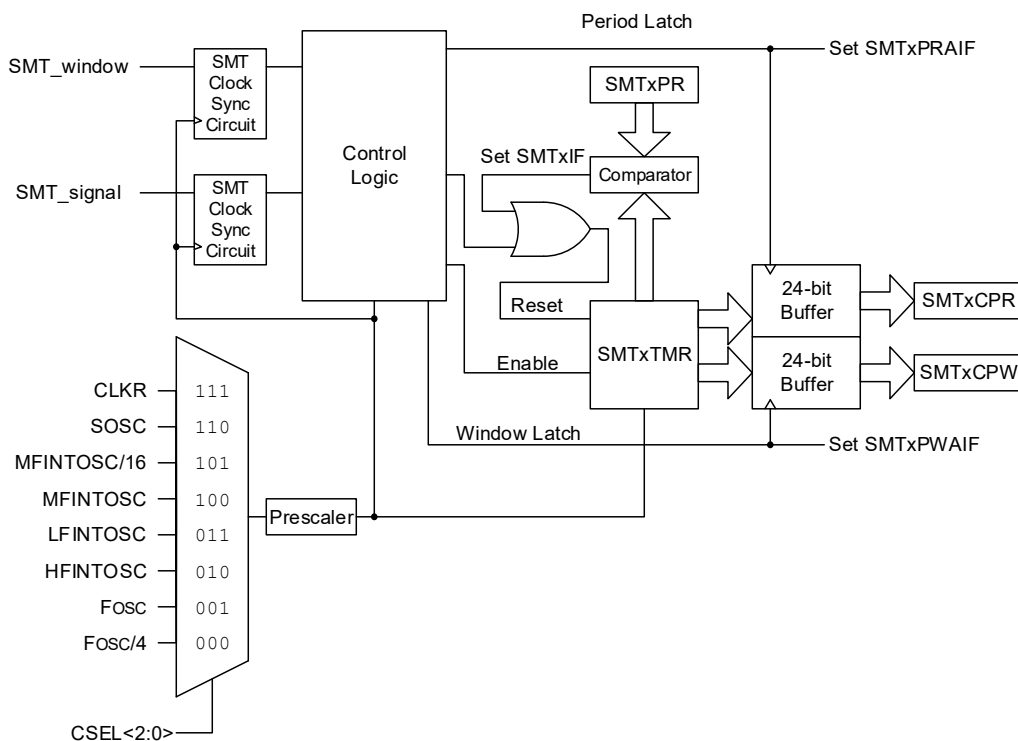 Period Latch
Set SMTxPRAIF
SMT_window
SMT
Clock
Sync
Circuit
SMTxPR
Control
Logic
Set SMTxIF
Comparator
SMT_signal
SMT
Clock
Sync
Circuit
24-bit
Buffer
SMTxCPR
Reset
SMTxTMR
Enable
24-bit
Buffer
SMTxCPW
Window Latch
Set SMTxPWAIF
CLKR 111
SOSC 110
MFINTOSC/16 101
MFINTOSC 100
Prescaler
LFINTOSC 011
HFINTOSC 010
FOSC 001
FOSC/4 000
CSEL<2:0>